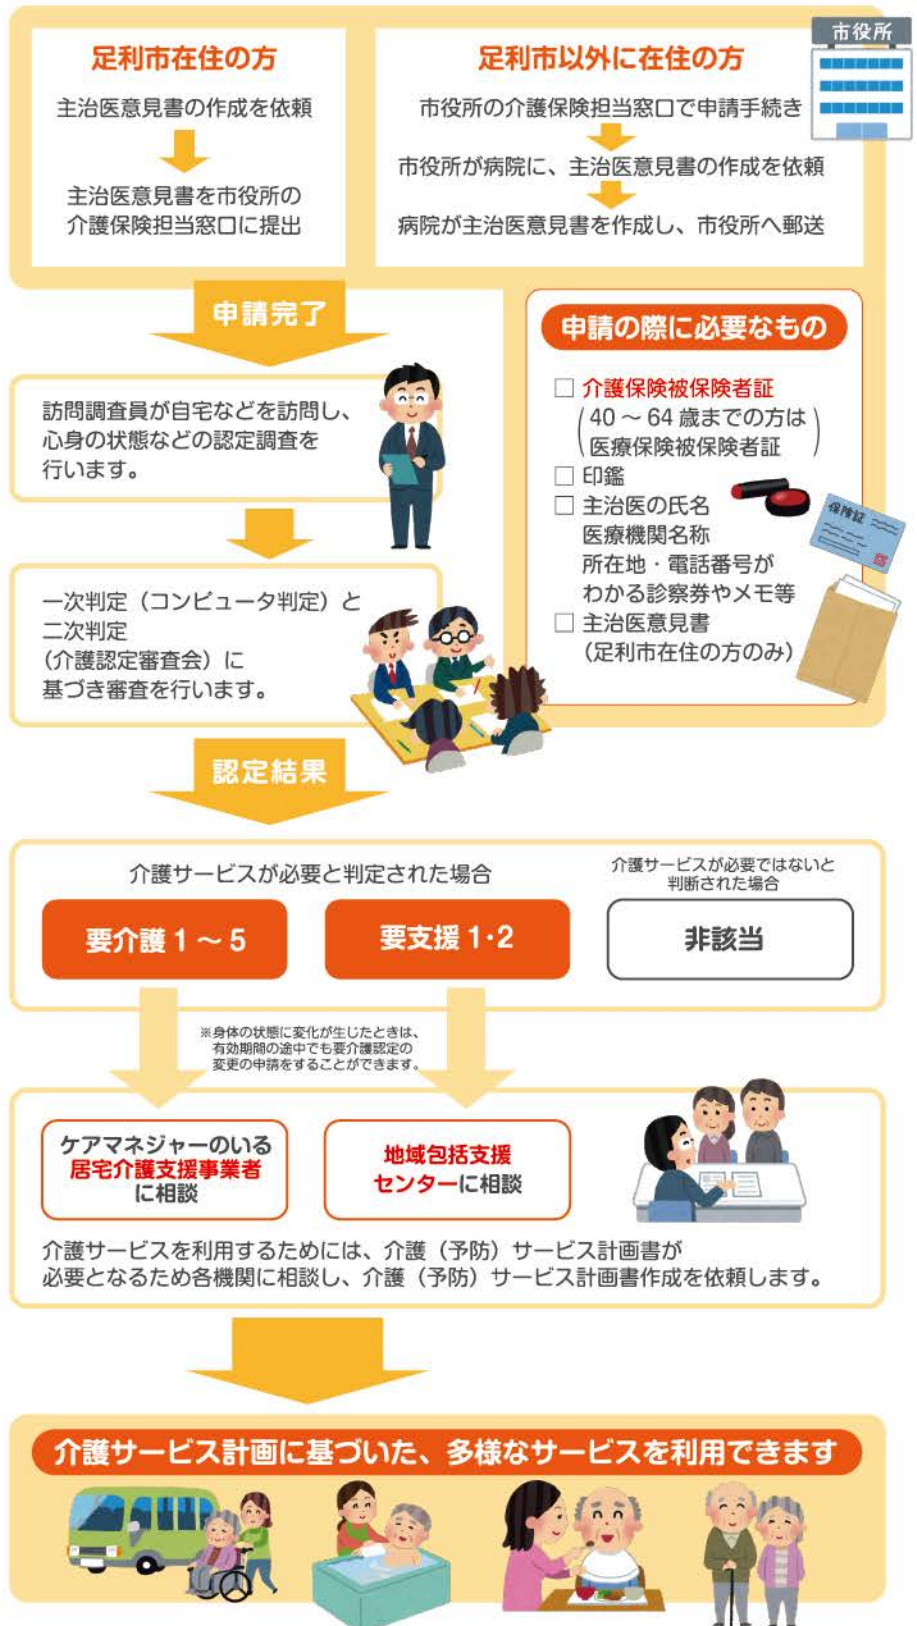 市役所
足利市在住の方
主治医意見書の作成を依頼
主治医意見書を市役所の
介護保険担当窓口に提出
足利市以外に在住の方
市役所の介護保険担当窓口で申請手続き
市役所が病院に、主治医意見書の作成を依頼
病院が主治医意見書を作成し、市役所へ郵送
申請完了
訪問調査員が自宅などを訪問し、
心身の状態などの認定調査を
行います。
一次判定（コンピュータ判定）と
二次判定
(介護認定審査会）に
基づき審査を行います。
申請の際に必要なもの
□ 介護保険被保険者証
(40 〜 64 歳までの方は
医療保険被保険者証)
□ 印鑑
□ 主治医の氏名
医療機関名称
所在地・電話番号が
わかる診察券やメモ等
□ 主治医意見書
(足利市在住の方のみ)
保険証
認定結果
介護サービスが必要と判定された場合
要介護 1 〜 5
要支援 1・2
介護サービスが必要ではないと
判断された場合
非該当
※身体の状態に変化が生じたときは、
有効期間の途中でも要介護認定の
変更の申請をすることができます。
ケアマネジャーのいる
居宅介護支援事業者
に相談
地域包括支援
センターに相談
介護サービスを利用するためには、介護（予防）サービス計画書が
必要となるため各機関に相談し、介護（予防）サービス計画書作成を依頼します。
介護サービス計画に基づいた、多様なサービスを利用できます